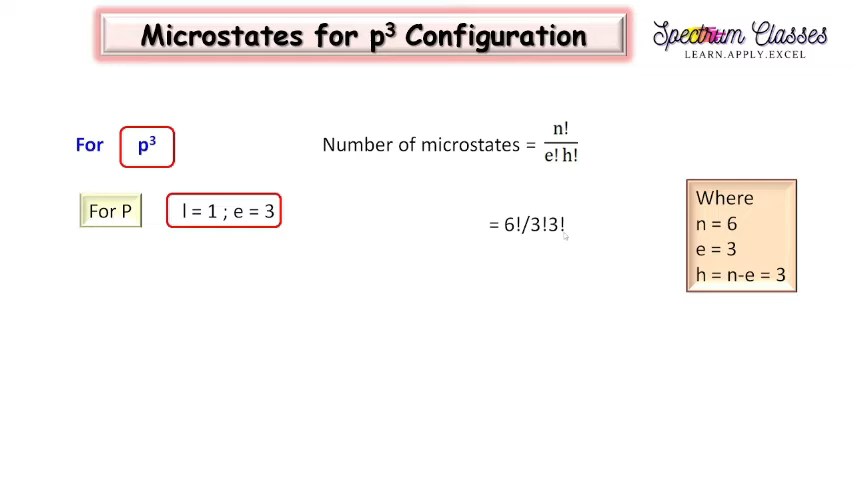 Microstates for p³ Configuration
Spectrum Classes
LEARN.APPLY.EXCEL
For p³
Number of microstates = n! / e! h!
For P l = 1 ; e = 3
= 6!/3!3!
Where
n = 6
e = 3
h = n-e = 3